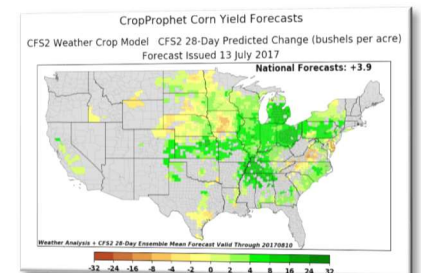 CropProphet Corn Yield Forecasts
CFS2 Weather Crop Model CFS2 28-Day Predicted Change (bushels per acre)
Forecast Issued 13 July 2017
National Forecasts: +3.9
Weather Analysis + CFS2 28-Day Ensemble Mean Forecast Valid Through 20170810
-32 -24 -16 -8 -4 -2 0 2 4 8 16 24 32